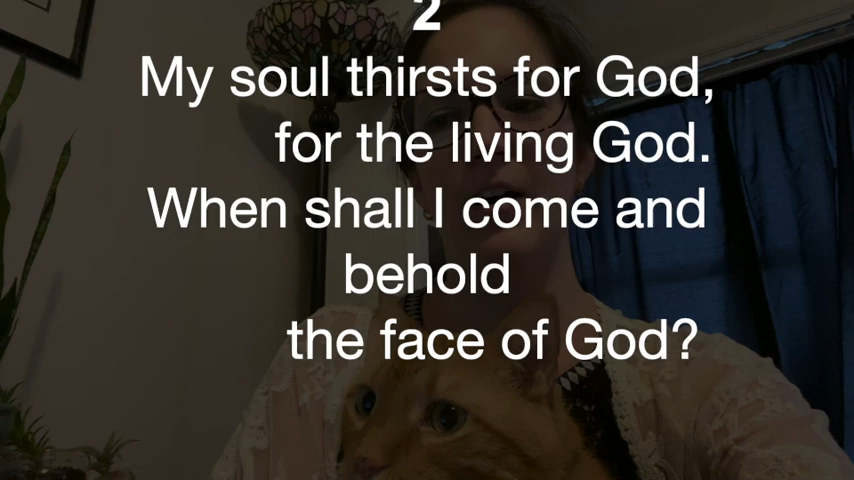 2
My soul thirsts for God,
for the living God.
When shall I come and
behold
the face of God?